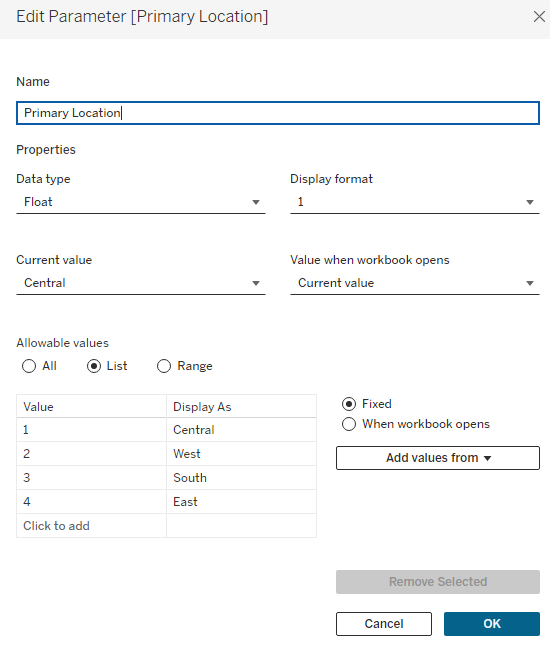 Edit Parameter [Primary Location]
Name
Primary Location
Properties
Data type Display format
Float 1
Current value Value when workbook opens
Central Current value
Allowable values
All List Range
Value Display As
1 Central
2 West
3 South
4 East
Click to add
Fixed
When workbook opens
Add values from
Remove Selected
Cancel OK